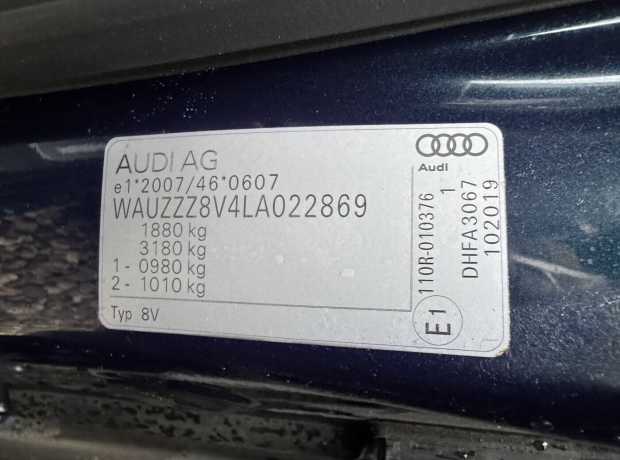 AUDI AG
e1*2007/46*0607
WAUZZZ8V4LA022869
1880 kg
3180 kg
1 - 0980 kg
2 - 1010 kg
Typ 8V
Audi
E1
110R-010376
1
DHFA3067
102019